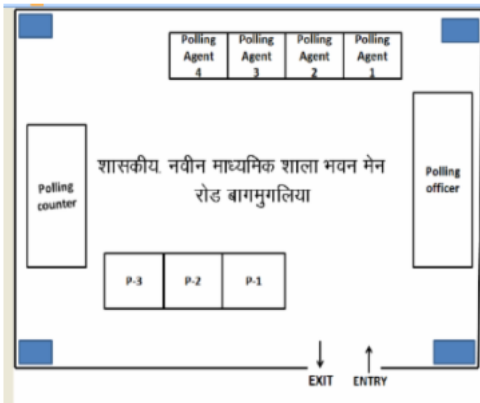 Polling Agent 4
Polling Agent 3
Polling Agent 2
Polling Agent 1
Polling counter
शासकीय. नवीन माध्यमिक शाला भवन मेन
रोड बागमुगलिया
Polling officer
P-3
P-2
P-1
EXIT
ENTRY